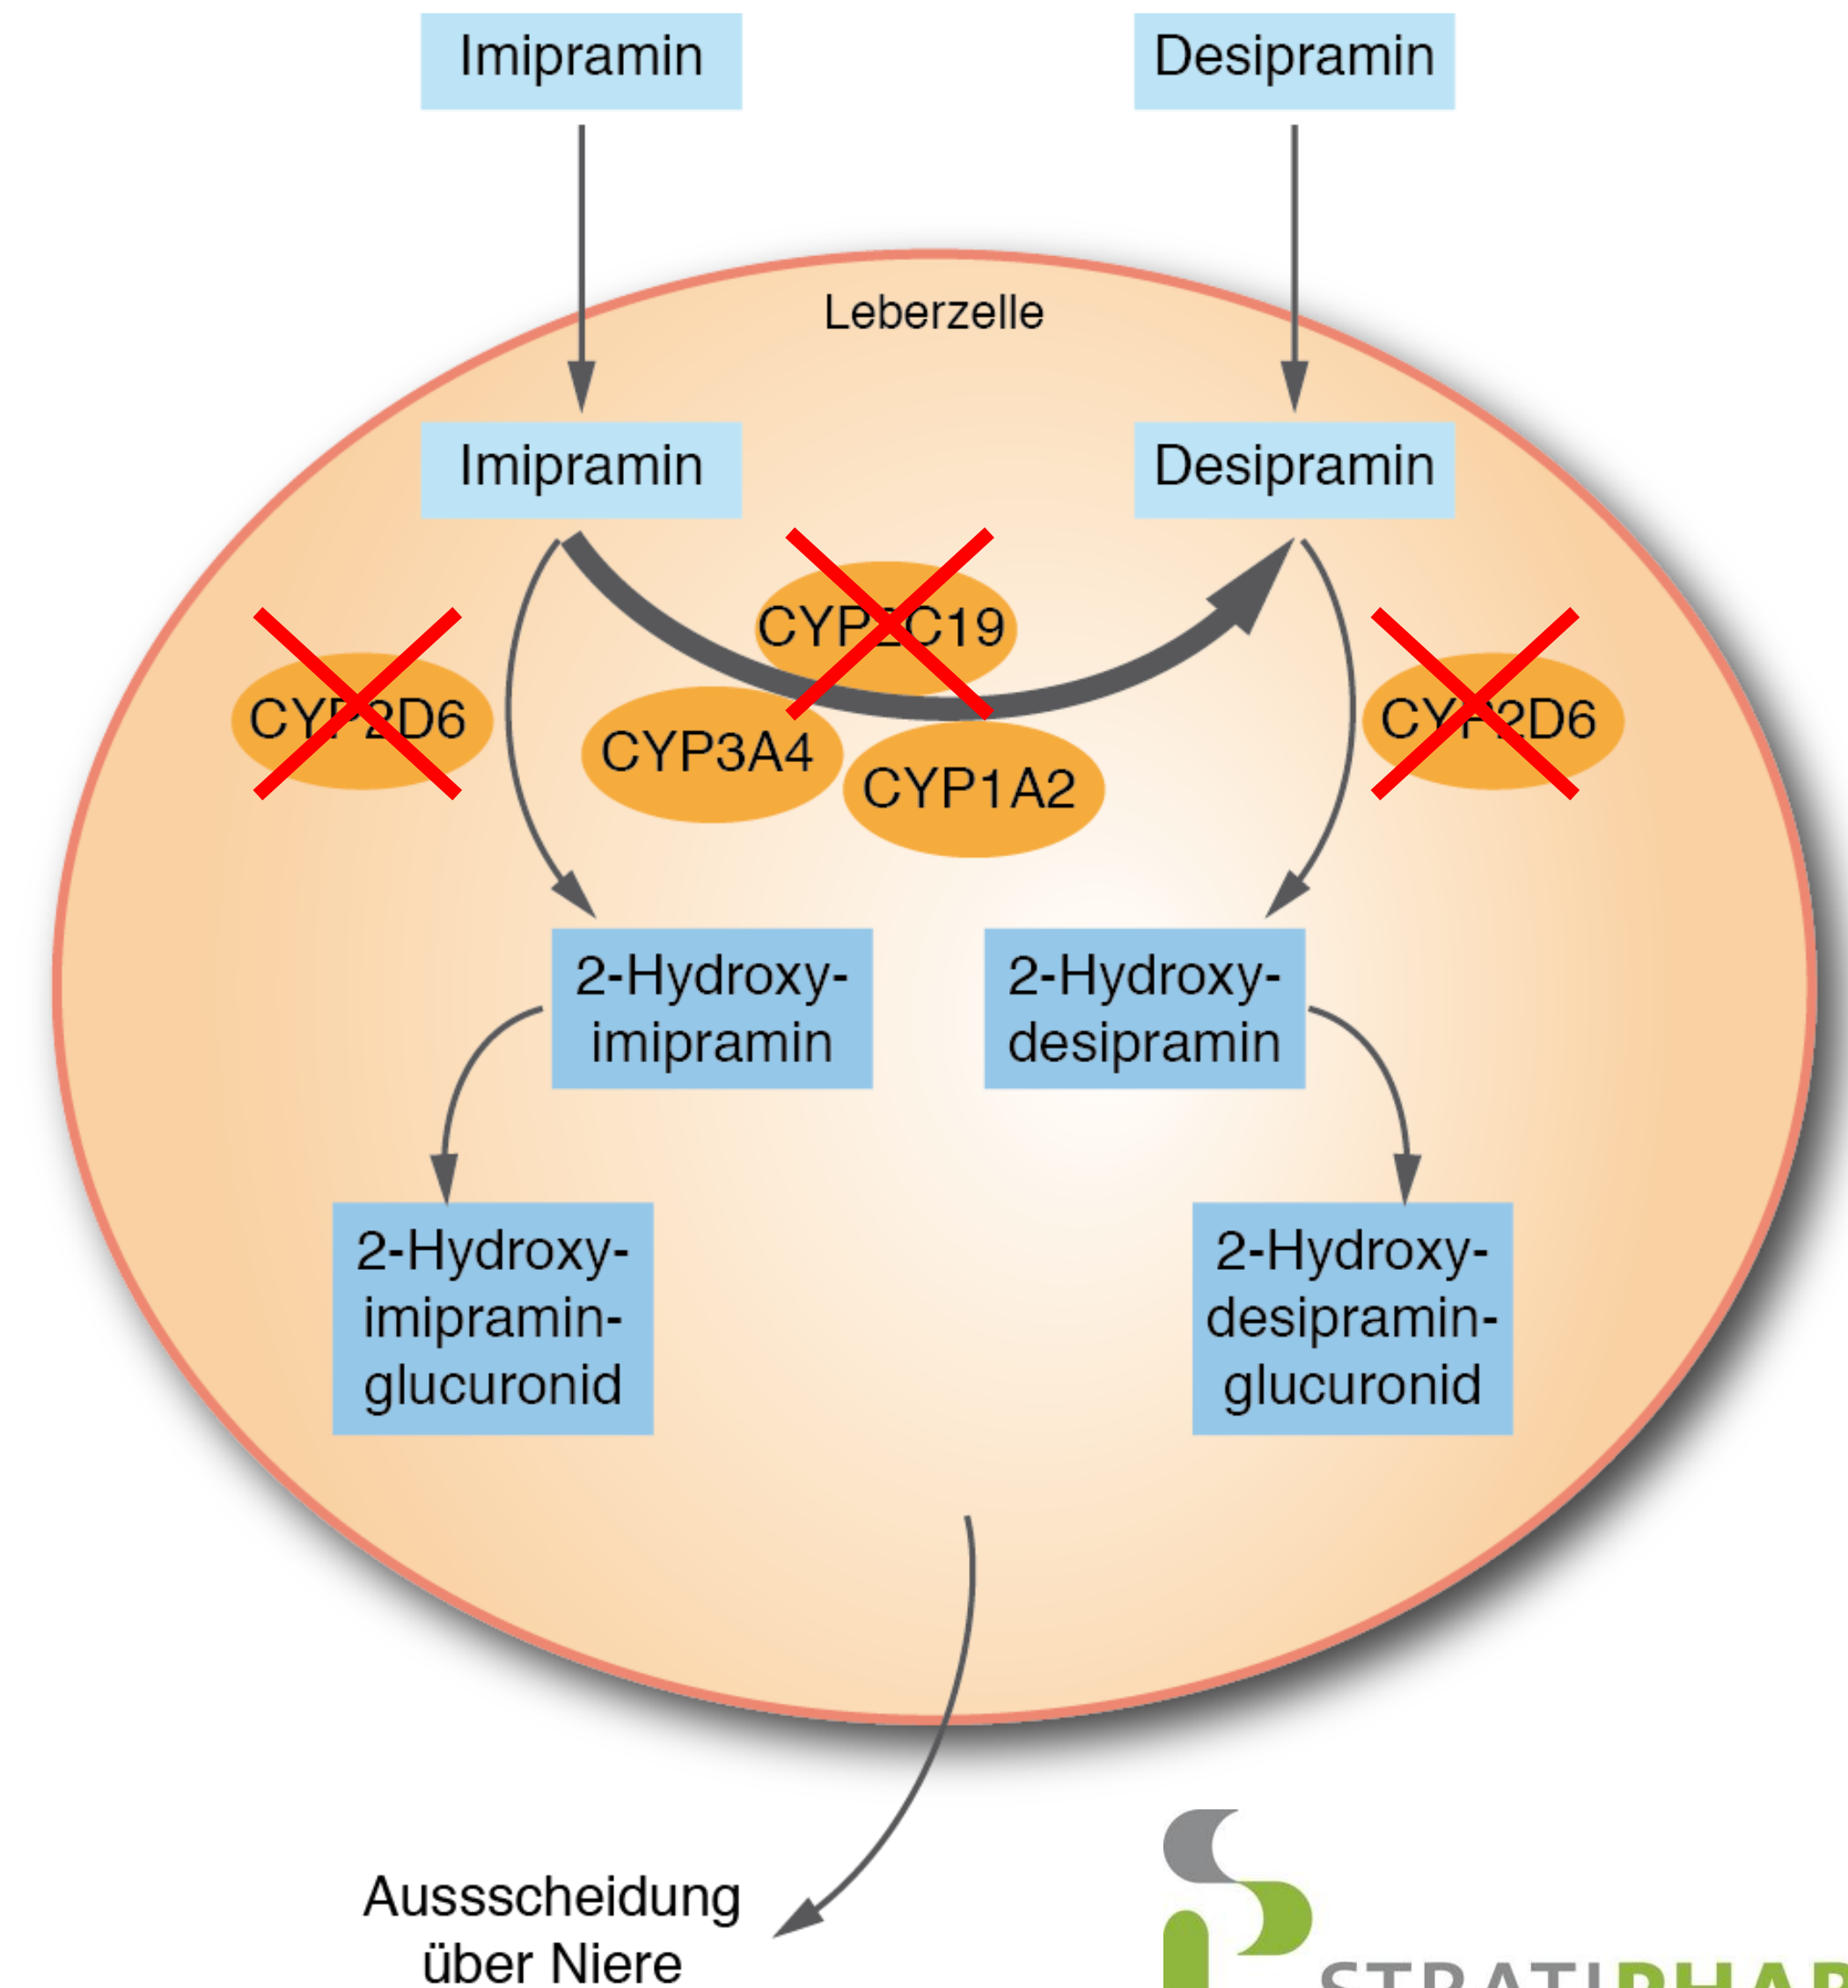 Imipramin
Desipramin
Leberzelle
Imipramin
Desipramin
CYP2C19
CYP2D6
CYP2D6
CYP3A4
CYP1A2
2-Hydroxy-
imipramin
2-Hydroxy-
desipramin
2-Hydroxy-
imipramin-
glucuronid
2-Hydroxy-
desipramin-
glucuronid
Aussscheidung
über Niere